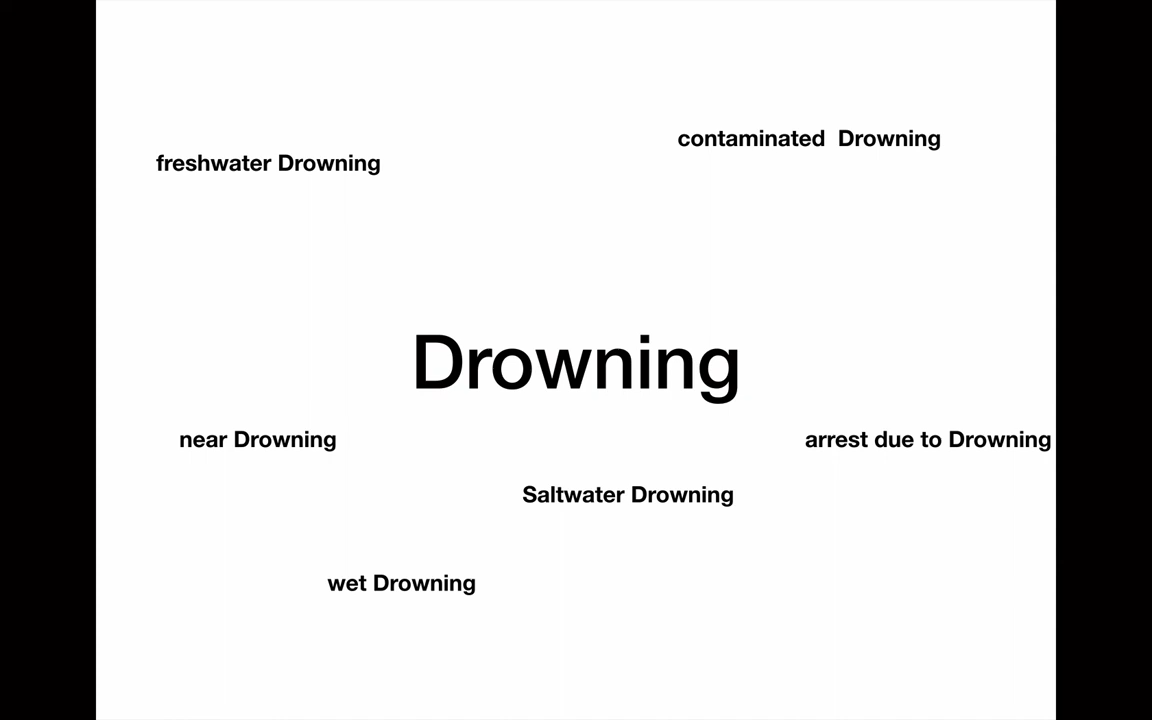 contaminated  Drowning
freshwater Drowning
Drowning
near Drowning
arrest due to Drowning
Saltwater Drowning
wet Drowning